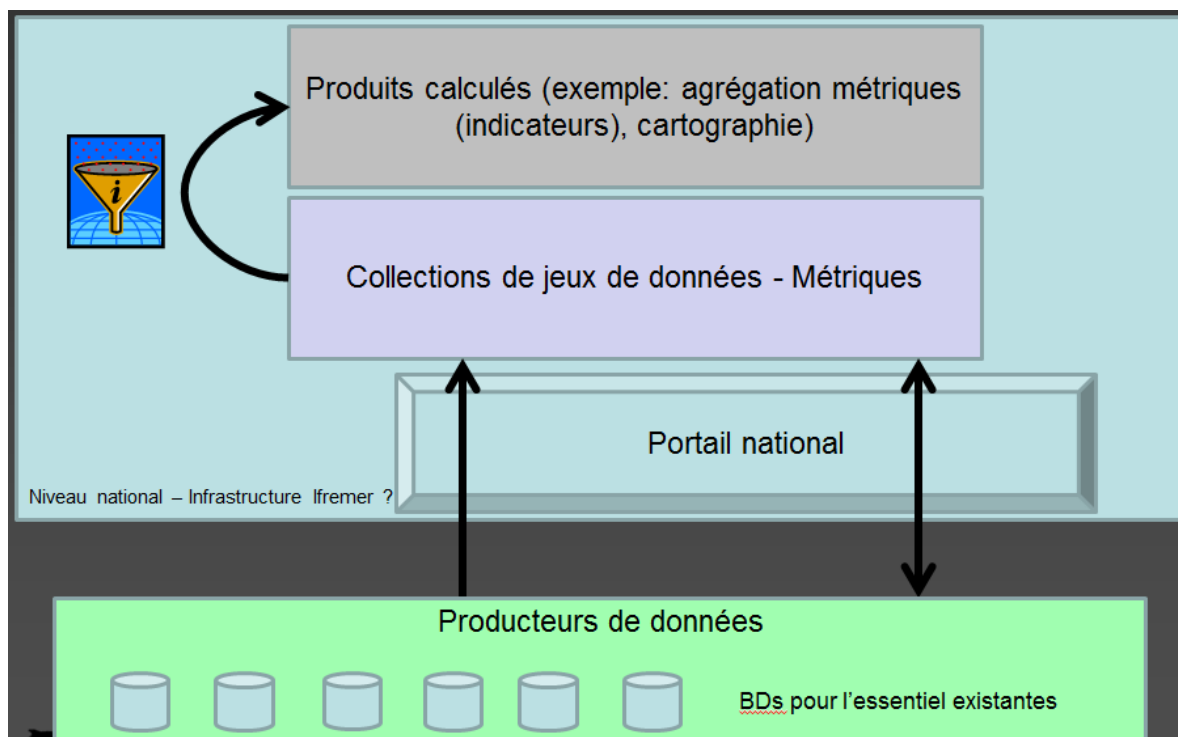 Produits calculés (exemple: agrégation métriques
(indicateurs), cartographie)
i
Collections de jeux de données - Métriques
Portail national
Niveau national – Infrastructure Ifremer ?
Producteurs de données
BDs pour l'essentiel existantes